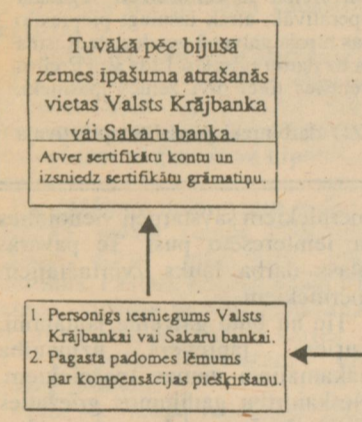 Tuvākā pēc bijušā
zemes īpašuma atrašanās
vietas Valsts Krājbanka
vai Sakaru banka.
Atver sertifikātu kontu un
izsniedz sertifikātu grāmatiņu.
1. Personīgs iesniegums Valsts
Krājbankai vai Sakaru bankai.
2. Pagasta padomes lēmums
par kompensācijas piešķiršanu.